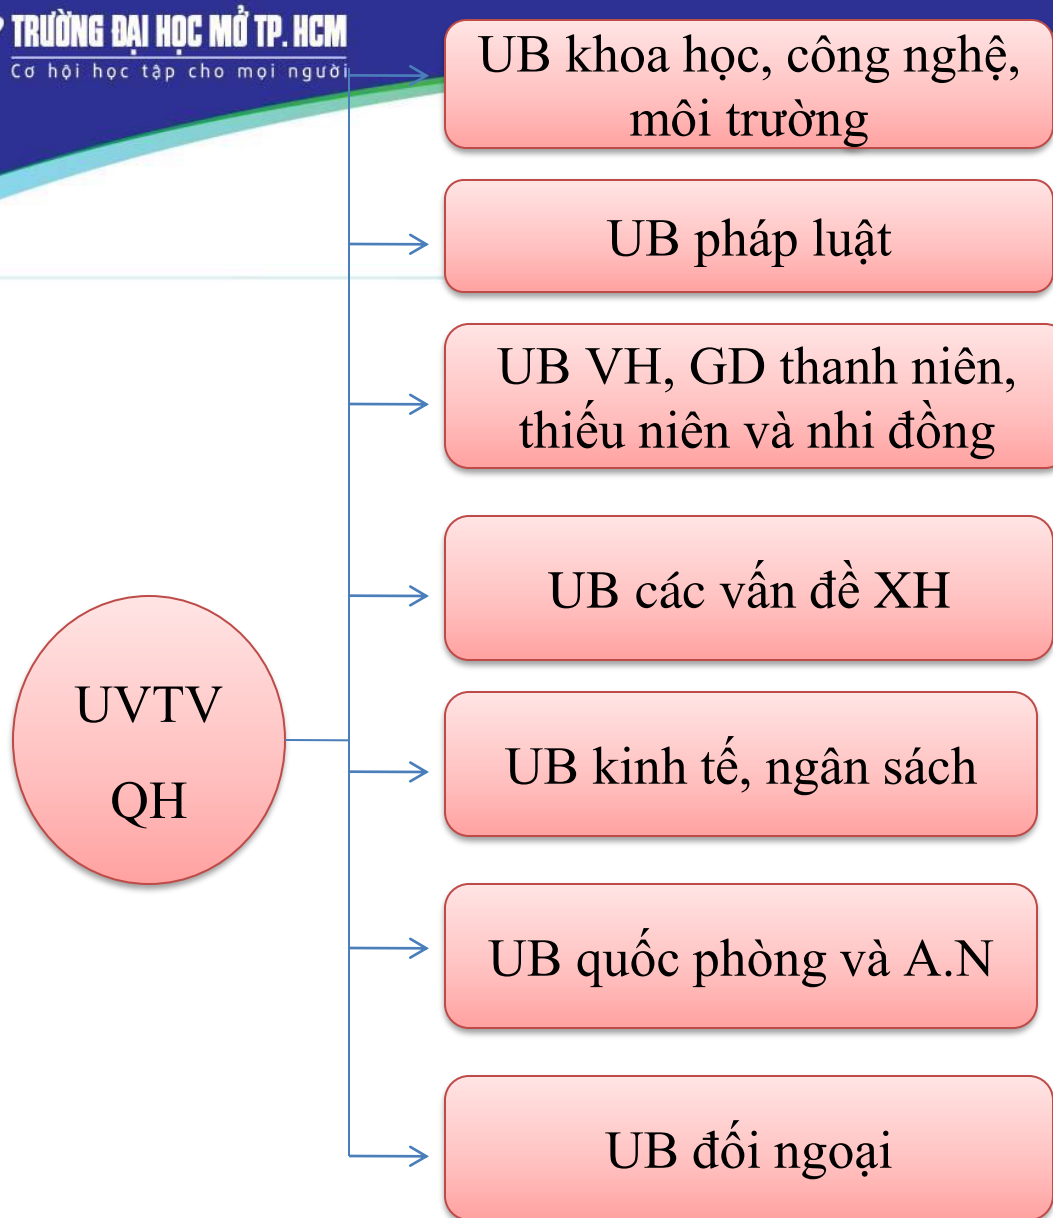 TRƯỜNG ĐẠI HỌC MỞ TP. HCM
Cơ hội học tập cho mọi người
UB khoa học, công nghệ,
môi trường
UB pháp luật
UB VH, GD thanh niên,
thiếu niên và nhi đồng
UB các vấn đề XH
UVTV
QH
UB kinh tế, ngân sách
UB quốc phòng và A.N
UB đối ngoại